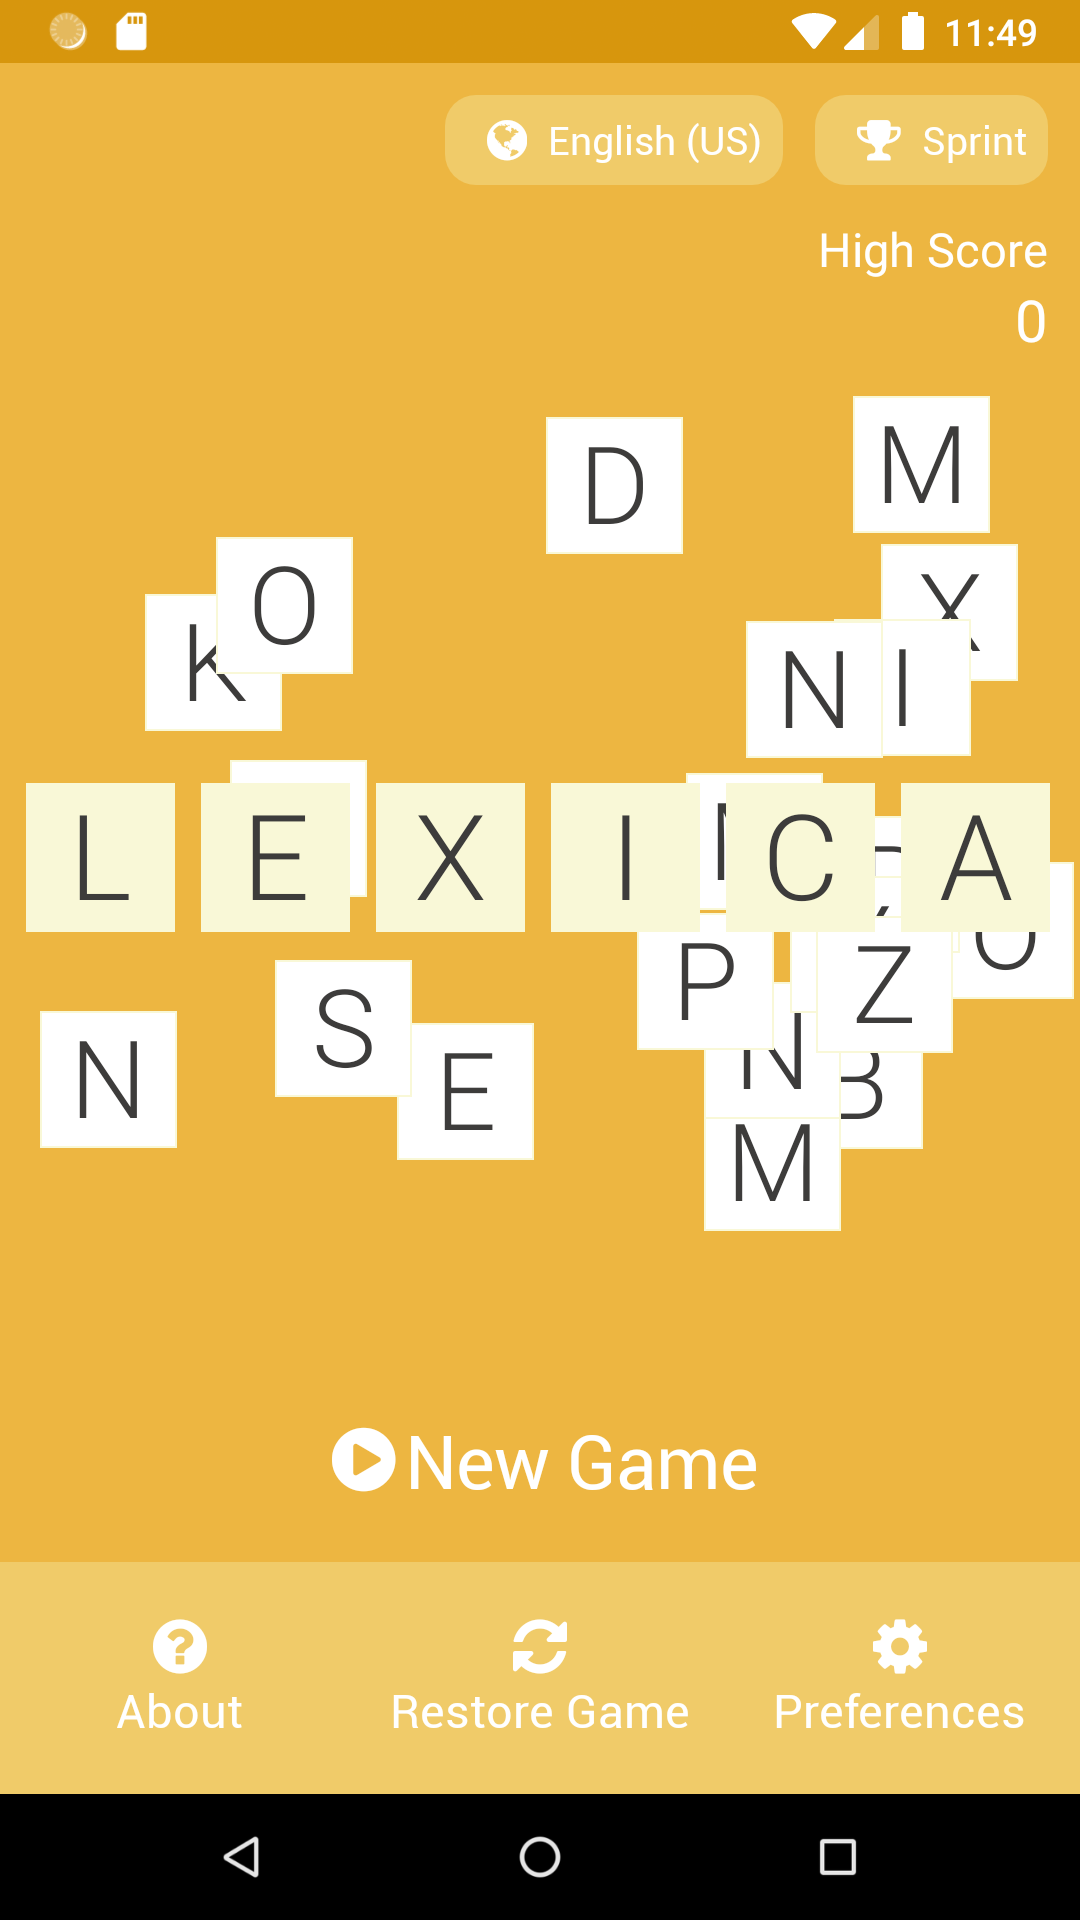 11:49
English (US)
Sprint
High Score
0
D
M
O
X
K
N
I
L E X I C A
P
Z
S
N
N
E
B
M
New Game
About
Restore Game
Preferences